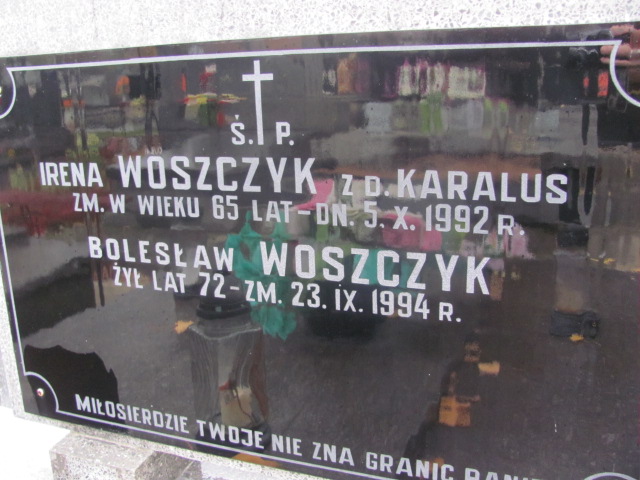 Ś. P.
IRENA WOSZCZYK Z D. KARALUS
ZM. W WIEKU 65 LAT – DN. 5. X. 1992 R.
BOLESŁAW WOSZCZYK
ŻYŁ LAT 72 – ZM. 23. IX. 1994 R.
MIŁOSIERDZIE TWOJE NIE ZNA GRANIC